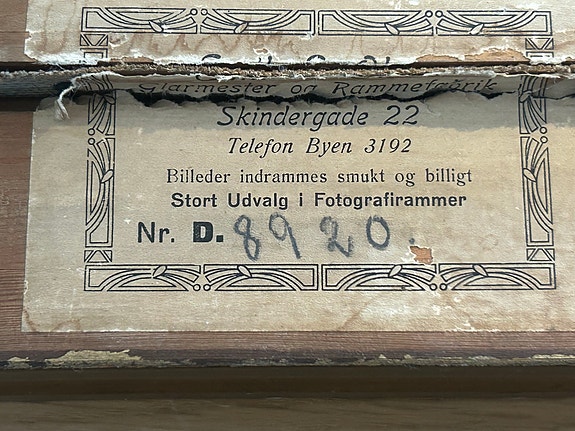 Glarmester og Rammefabrik
Skindergade 22
Telefon Byen 3192
Billeder indrammes smukt og billigt
Stort Udvalg i Fotografirammer
Nr. D. 8920.